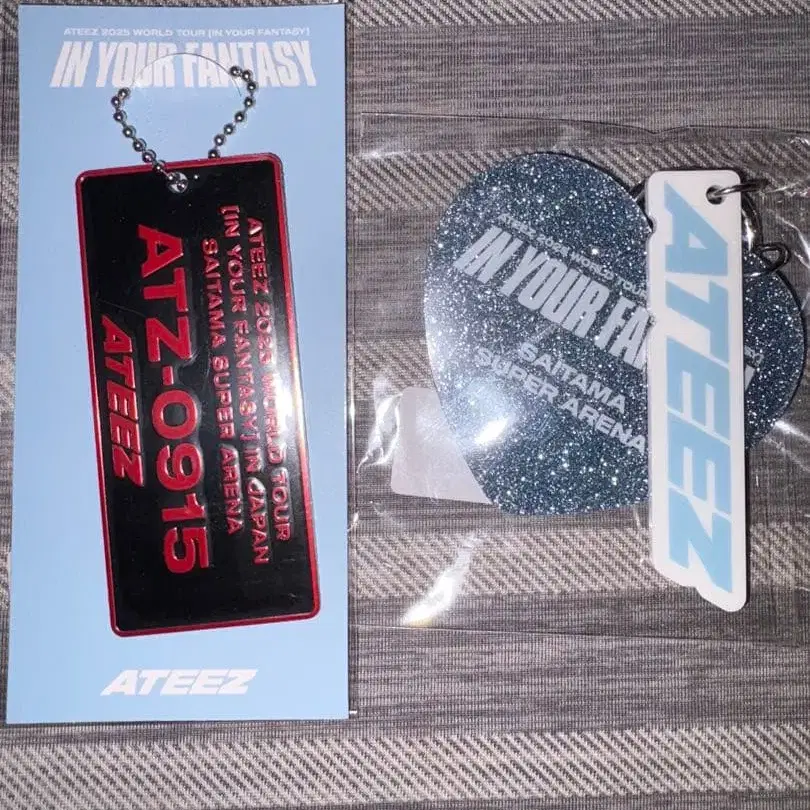 ATEEZ 2025 WORLD TOUR [IN YOUR FANTASY]
IN YOUR FANTASY
ATEEZ 2025 WORLD TOUR
[IN YOUR FANTASY] IN JAPAN
SAITAMA SUPER ARENA
ATZ-0915
ATEEZ
ATEEZ
ATEEZ 2025 WORLD TOUR
IN YOUR FA
SAITAMA
SUPER ARENA
ATEEZ